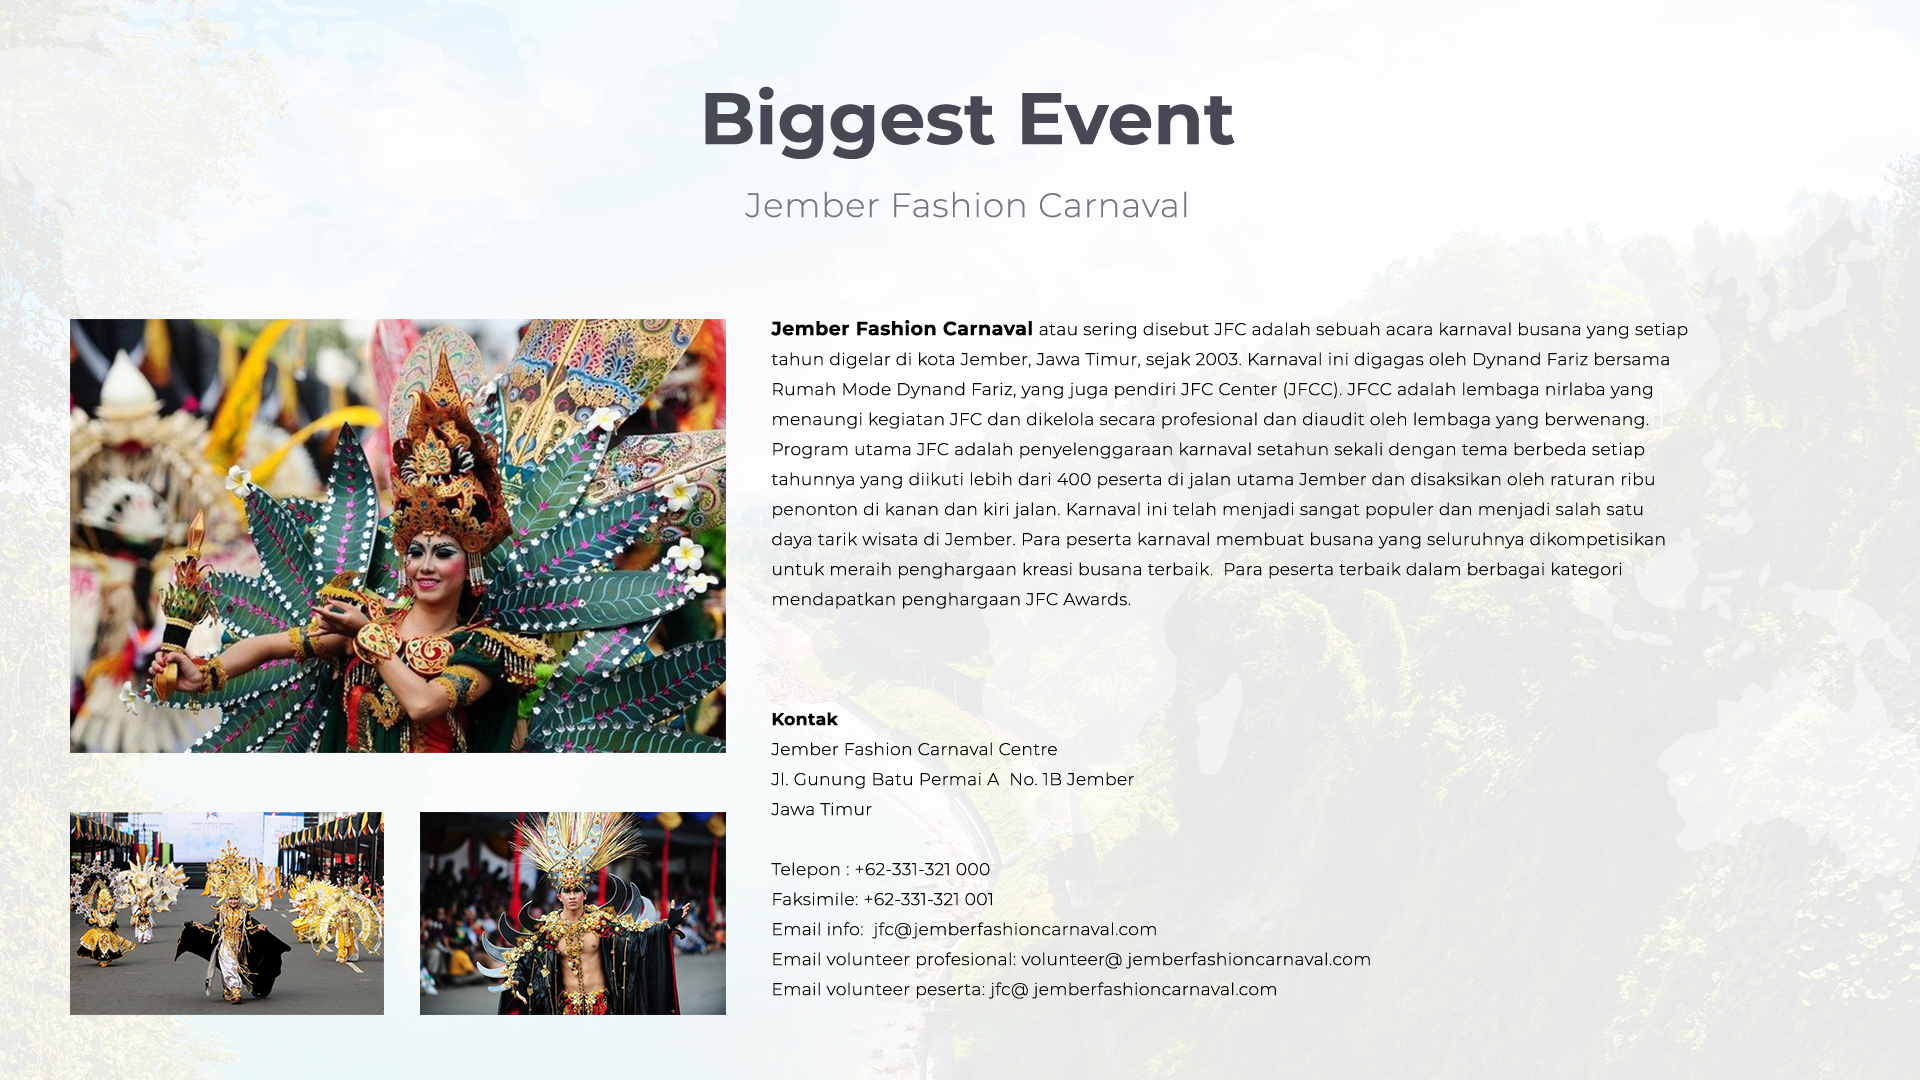 Biggest Event
Jember Fashion Carnaval
Jember Fashion Carnaval atau sering disebut JFC adalah sebuah acara karnaval busana yang setiap
tahun digelar di kota Jember, Jawa Timur, sejak 2003. Karnaval ini digagas oleh Dynand Fariz bersama
Rumah Mode Dynand Fariz, yang juga pendiri JFC Center (JFCC). JFCC adalah lembaga nirlaba yang
menaungi kegiatan JFC dan dikelola secara profesional dan diaudit oleh lembaga yang berwenang.
Program utama JFC adalah penyelenggaraan karnaval setahun sekali dengan tema berbeda setiap
tahunnya yang diikuti lebih dari 400 peserta di jalan utama Jember dan disaksikan oleh raturan ribu
penonton di kanan dan kiri jalan. Karnaval ini telah menjadi sangat populer dan menjadi salah satu
daya tarik wisata di Jember. Para peserta karnaval membuat busana yang seluruhnya dikompetisikan
untuk meraih penghargaan kreasi busana terbaik.  Para peserta terbaik dalam berbagai kategori
mendapatkan penghargaan JFC Awards.
Kontak
Jember Fashion Carnaval Centre
Jl. Gunung Batu Permai A  No. 1B Jember
Jawa Timur
Telepon : +62-331-321 000
Faksimile: +62-331-321 001
Email info:  jfc@jemberfashioncarnaval.com
Email volunteer profesional: volunteer@ jemberfashioncarnaval.com
Email volunteer peserta: jfc@ jemberfashioncarnaval.com